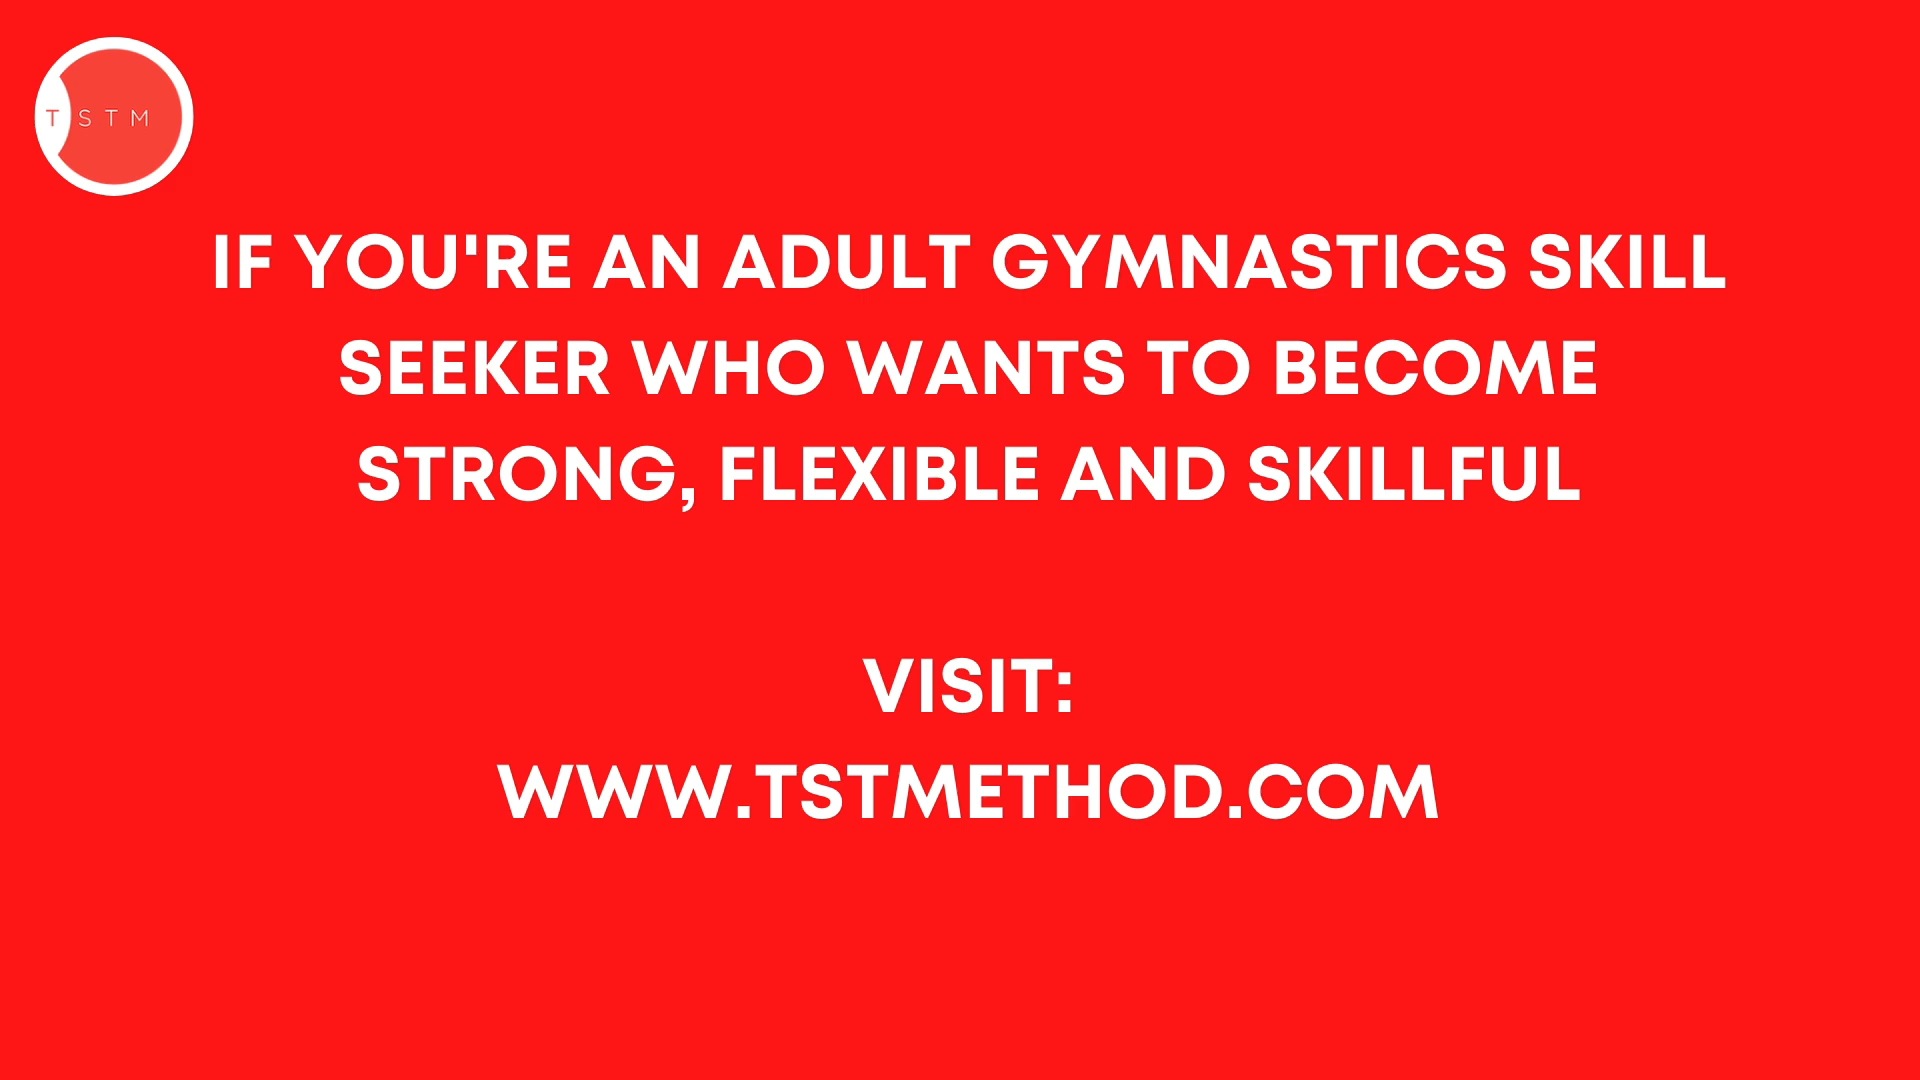 TSTM
IF YOU'RE AN ADULT GYMNASTICS SKILL
SEEKER WHO WANTS TO BECOME
STRONG, FLEXIBLE AND SKILLFUL
VISIT:
WWW.TSTMETHOD.COM